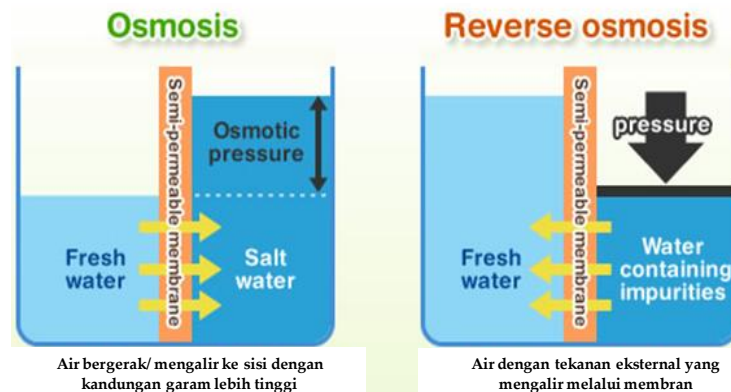 Osmosis
Semi-permeable membrane
Osmotic
pressure
Fresh
water
Salt
water
Air bergerak/ mengalir ke sisi dengan
kandungan garam lebih tinggi
Reverse osmosis
Semi-permeable membrane
pressure
Fresh
water
Water
containing
impurities
Air dengan tekanan eksternal yang
mengalir melalui membran